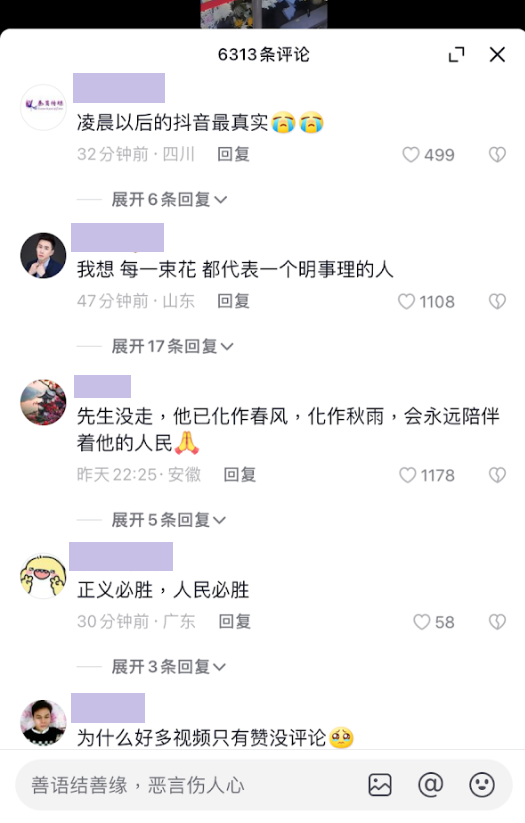 6313条评论
凌晨以后的抖音最真实😭😭
32分钟前·四川 回复
499
展开6条回复
我想 每一束花 都代表一个明事理的人
47分钟前·山东 回复
1108
展开17条回复
先生没走，他已化作春风，化作秋雨，会永远陪伴
着他的人民🙏
昨天22:25·安徽 回复
1178
展开5条回复
正义必胜，人民必胜
30分钟前·广东 回复
58
展开3条回复
为什么好多视频只有赞没评论🥹
善语结善缘，恶言伤人心